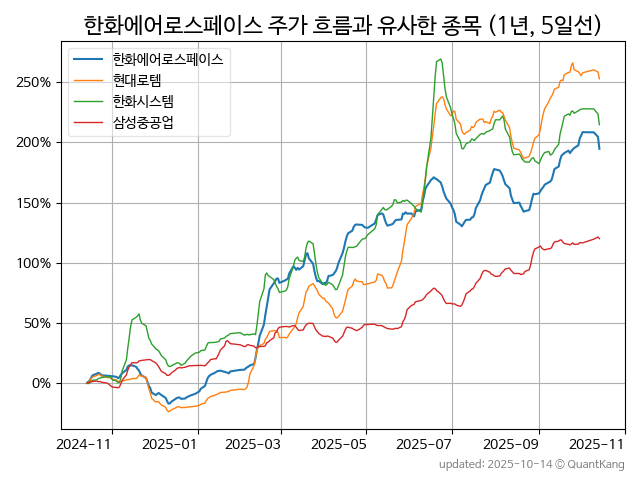 한화에어로스페이스 주가 흐름과 유사한 종목 (1년, 5일선)
한화에어로스페이스
현대로템
한화시스템
삼성중공업
250%
200%
150%
100%
50%
0%
2024-11 2025-01 2025-03 2025-05 2025-07 2025-09 2025-11
updated: 2025-10-14 © QuantKang